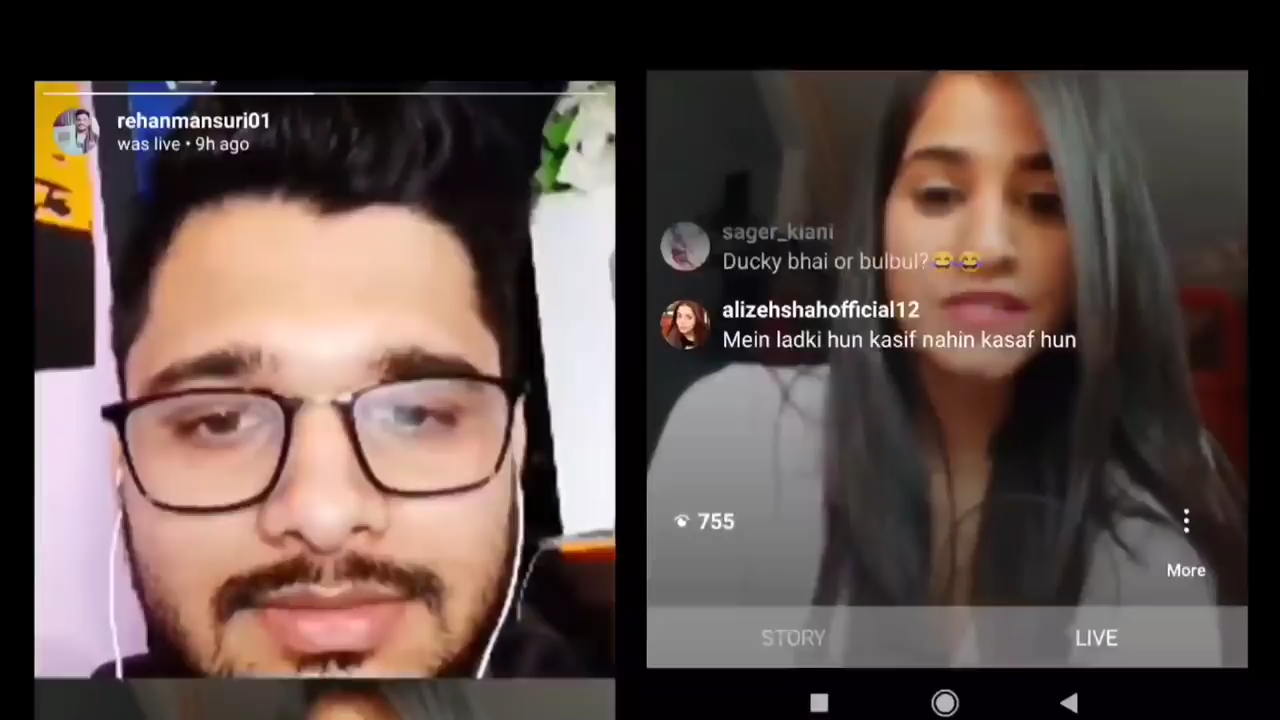 rehanmansuri01
was live • 9h ago
sager_kiani
Ducky bhai or bulbul?😂😂
alizehshahofficial12
Mein ladki hun kasif nahin kasaf hun
755
More
STORY
LIVE